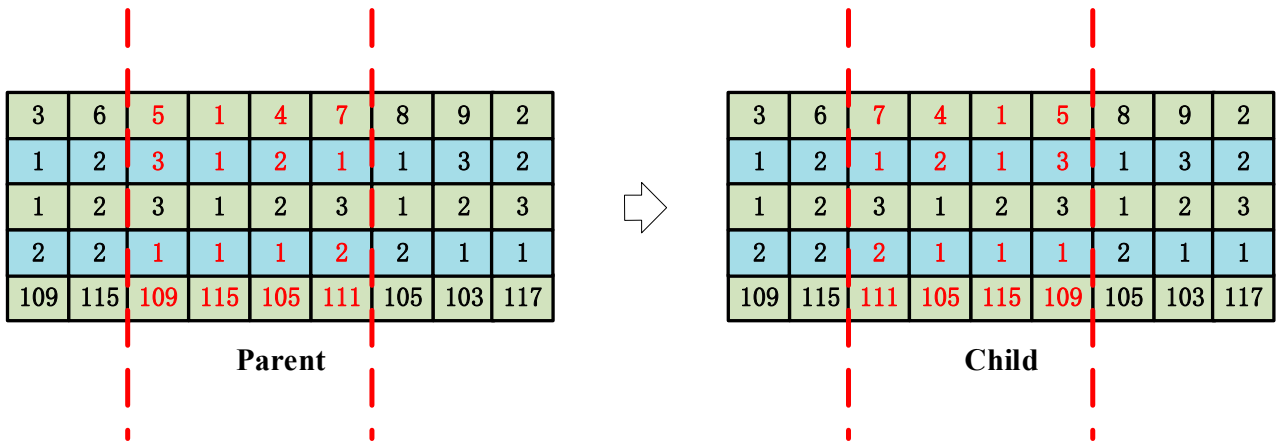 3 6 5 1 4 7 8 9 2
1 2 3 1 2 1 1 3 2
1 2 3 1 2 3 1 2 3
2 2 1 1 1 2 2 1 1
109 115 109 115 105 111 105 103 117
Parent
3 6 7 4 1 5 8 9 2
1 2 1 2 1 3 1 3 2
1 2 3 1 2 3 1 2 3
2 2 2 1 1 1 2 1 1
109 115 111 105 115 109 105 103 117
Child